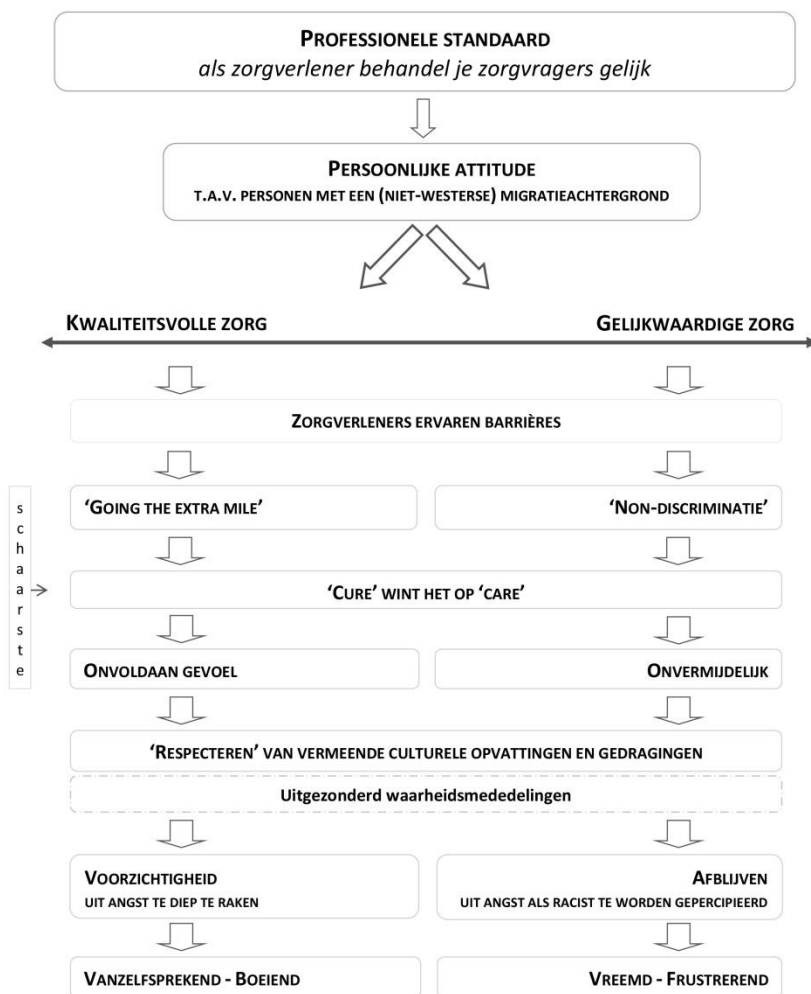 PROFESSIONELE STANDAARD
als zorgverlener behandel je zorgvragers gelijk
PERSOONLIJKE ATTITUDE
T.A.V. PERSONEN MET EEN (NIET-WESTERSE) MIGRATIEACHTERGROND
KWALITEITSVOLLE ZORG
GELIJKWAARDIGE ZORG
ZORGVERLENERS ERVAREN BARRIÈRES
'GOING THE EXTRA MILE'
'NON-DISCRIMINATIE'
schaarste
'CURE' WINT HET OP 'CARE'
ONVOLDAAN GEVOEL
ONVERMIJDELIJK
'RESPECTEREN' VAN VERMEENDE CULTURELE OPVATTINGEN EN GEDRAGINGEN
Uitgezonderd waarheidsmededelingen
VOORZICHTIGHEID
UIT ANGST TE DIEP TE RAKEN
AFBLIJVEN
UIT ANGST ALS RACIST TE WORDEN GEPERCIPIEERD
VANZELFSPREKEND - BOEIEND
VREEMD - FRUSTREREND